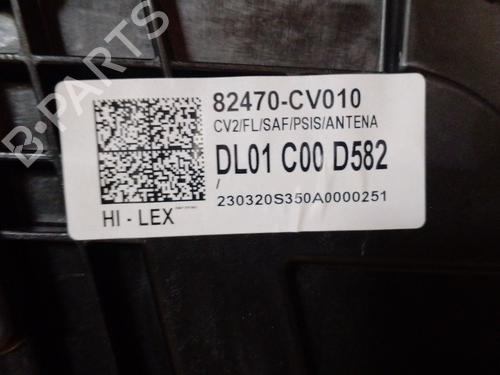 82470-CV010
CV2/FL/SAF/PSIS/ANTENA
DL01 C00 D582
/
230320S350A0000251
HI - LEX
B-PARTS